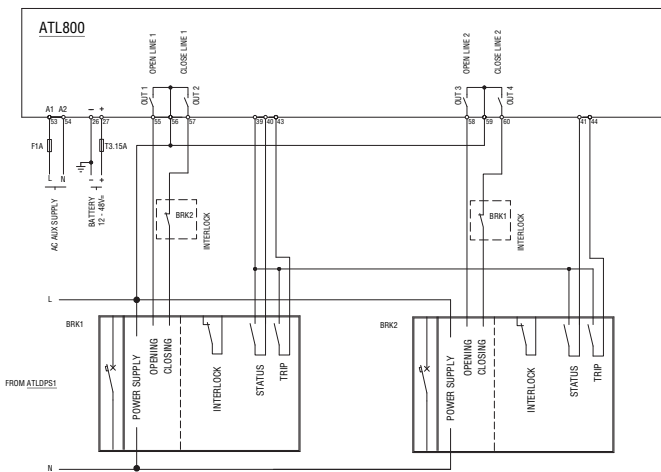 ATL800
OPEN LINE 1
CLOSE LINE 1
OPEN LINE 2
CLOSE LINE 2
OUT 1
OUT 2
OUT 3
OUT 4
A1 A2 – +
53 54 26 27 55 56 57 39 40 43 58 59 60 41 44
F1A
T3.15A
L N – +
AC AUX SUPPLY
BATTERY
12 - 48V=
BRK2
INTERLOCK
BRK1
INTERLOCK
L
BRK1
POWER SUPPLY
OPENING
CLOSING
INTERLOCK
STATUS
TRIP
BRK2
POWER SUPPLY
OPENING
CLOSING
INTERLOCK
STATUS
TRIP
FROM ATLDPS1
N